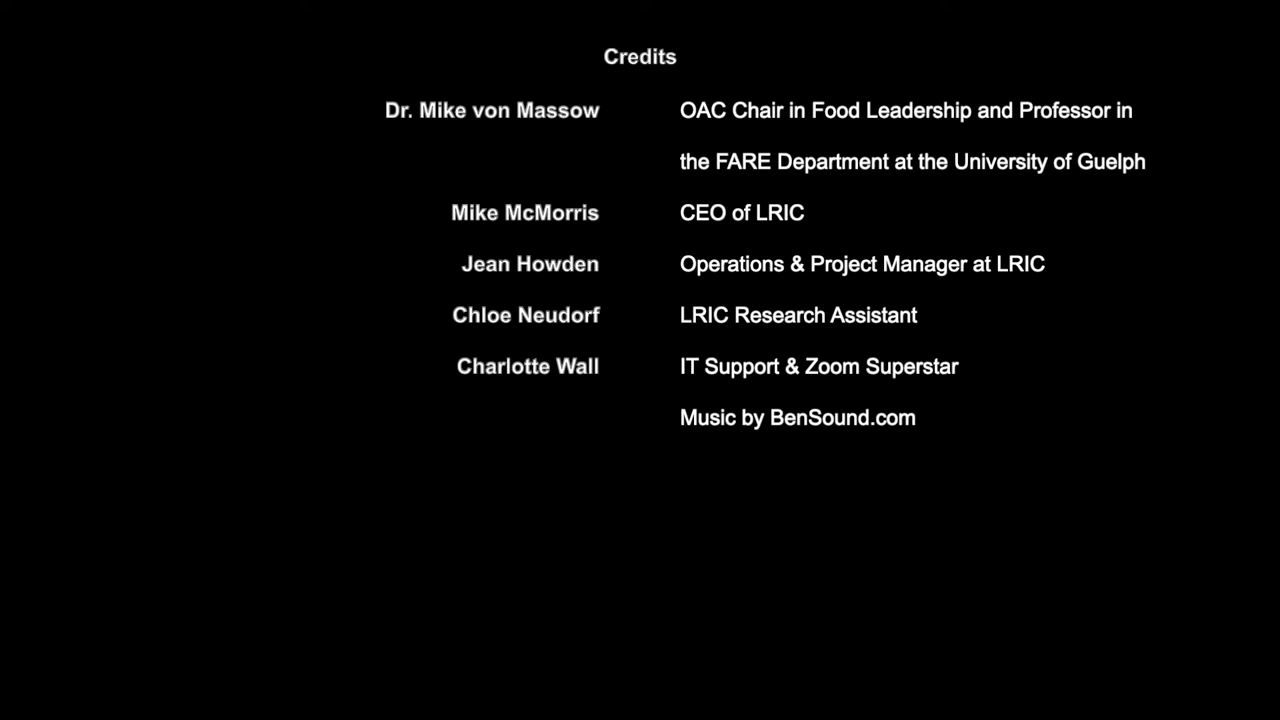 Credits
Dr. Mike von Massow OAC Chair in Food Leadership and Professor in
the FARE Department at the University of Guelph
Mike McMorris CEO of LRIC
Jean Howden Operations & Project Manager at LRIC
Chloe Neudorf LRIC Research Assistant
Charlotte Wall IT Support & Zoom Superstar
Music by BenSound.com